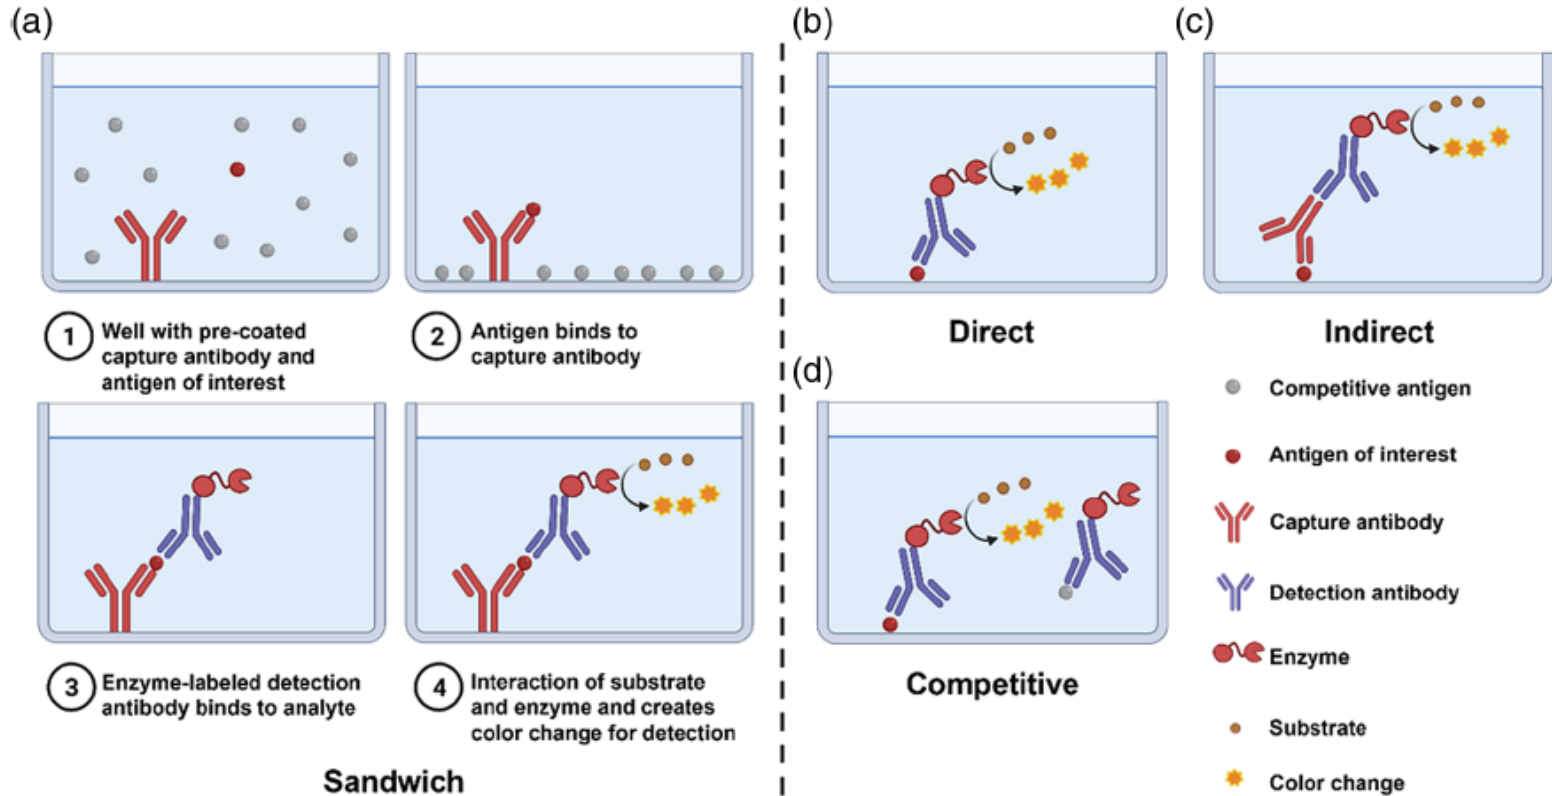 (a)
1
Well with pre-coated
capture antibody and
antigen of interest
2
Antigen binds to
capture antibody
3
Enzyme-labeled detection
antibody binds to analyte
4
Interaction of substrate
and enzyme and creates
color change for detection
Sandwich
(b)
Direct
(c)
Indirect
(d)
Competitive
Competitive antigen
Antigen of interest
Capture antibody
Detection antibody
Enzyme
Substrate
Color change